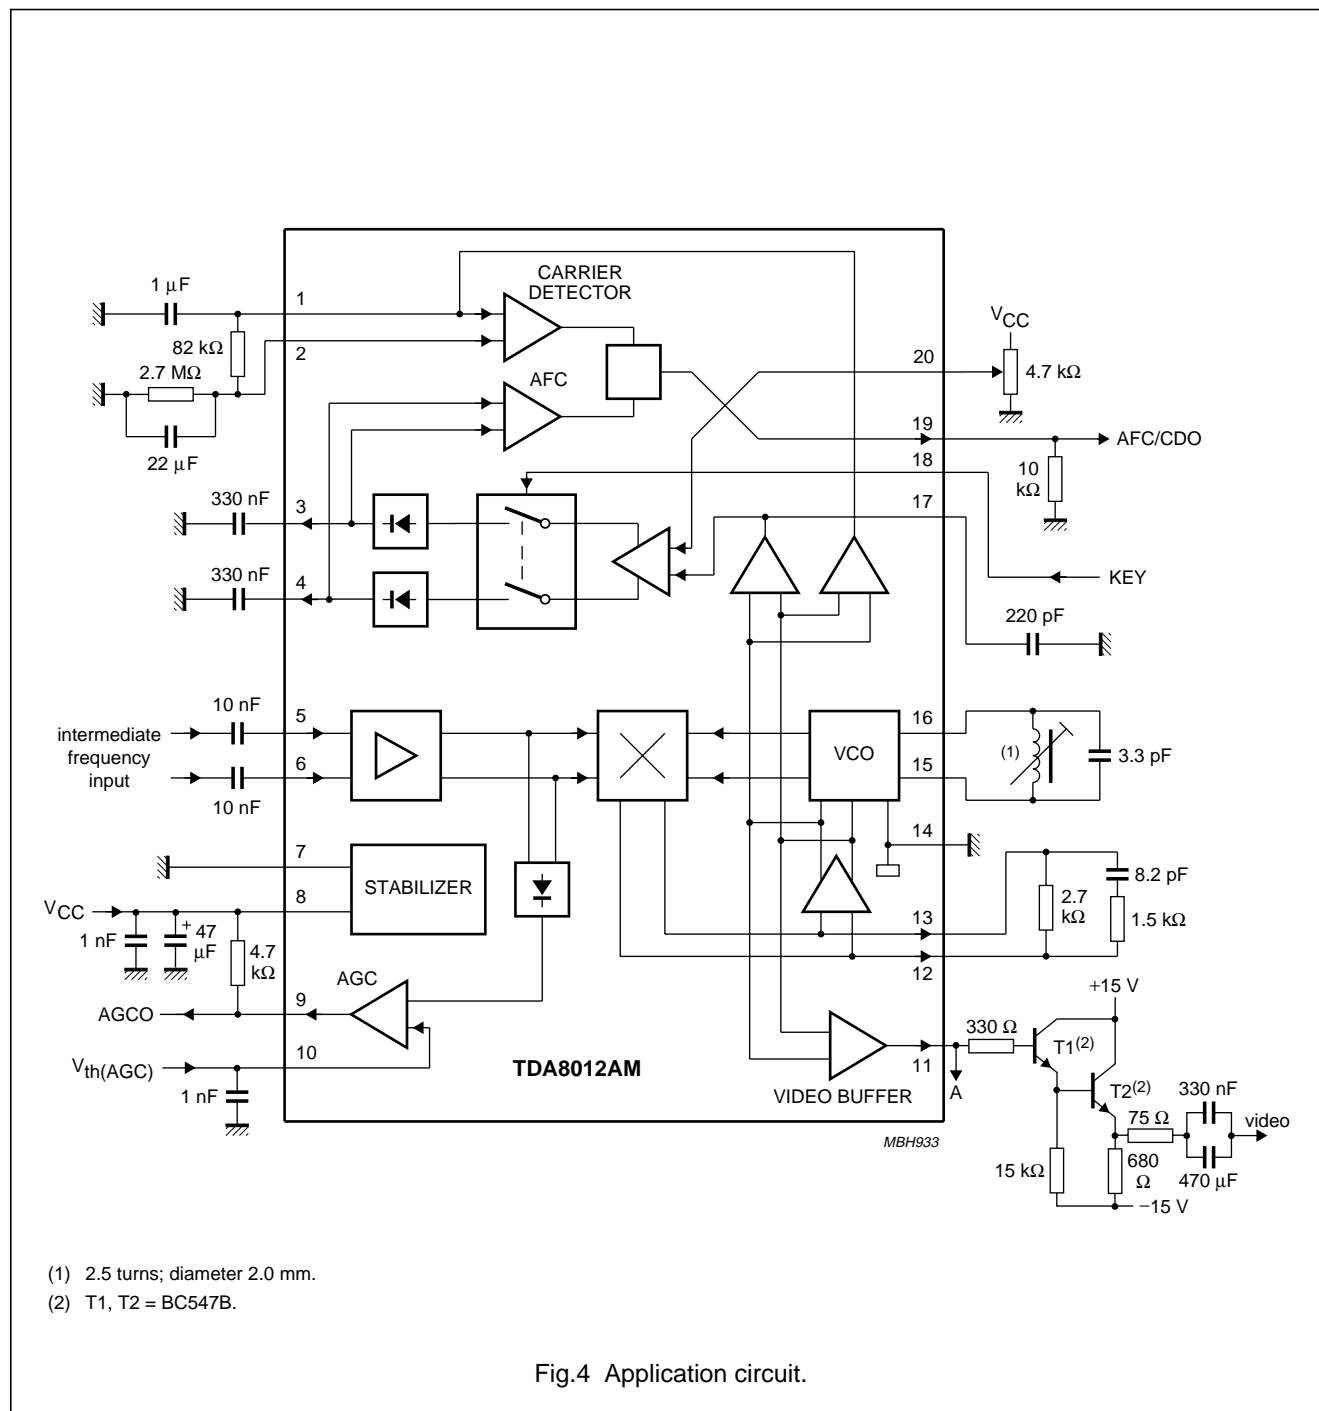 1 μF
1
CARRIER
DETECTOR
VCC
82 kΩ
2
20
4.7 kΩ
2.7 MΩ
AFC
19
AFC/CDO
22 μF
18
10
kΩ
330 nF
3
17
330 nF
4
KEY
220 pF
10 nF
5
16
intermediate
frequency
input
VCO
(1)
3.3 pF
6
15
10 nF
14
7
STABILIZER
8.2 pF
VCC
8
2.7
kΩ
1.5 kΩ
1 nF
+
47
μF
4.7
kΩ
13
12
AGC
+15 V
AGCO
9
330 Ω
T1(2)
10
Vth(AGC)
TDA8012AM
11
T2(2)
330 nF
1 nF
VIDEO BUFFER
A
75 Ω
video
MBH933
15 kΩ
680
Ω
470 μF
−15 V
(1) 2.5 turns; diameter 2.0 mm.
(2) T1, T2 = BC547B.
Fig.4 Application circuit.